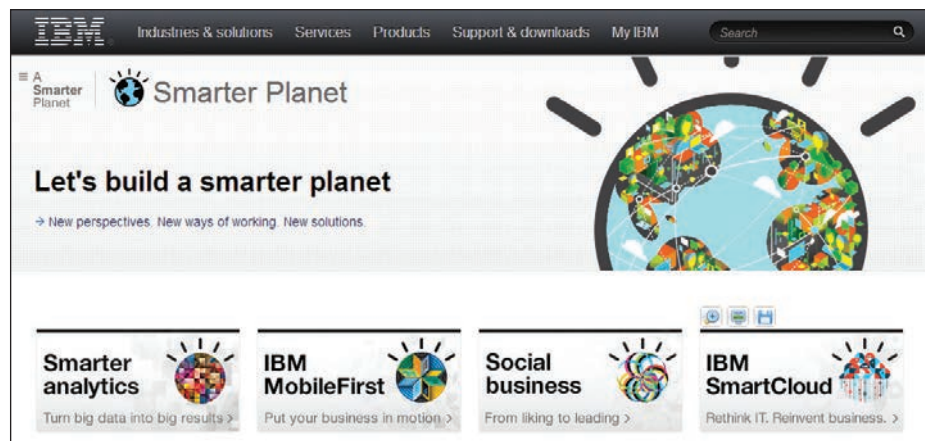 IBM
Industries & solutions Services Products Support & downloads My IBM Search
A
Smarter
Planet
Smarter Planet
Let's build a smarter planet
→ New perspectives. New ways of working. New solutions.
Smarter
analytics
Turn big data into big results >
IBM
MobileFirst
Put your business in motion >
Social
business
From liking to leading >
IBM
SmartCloud
Rethink IT. Reinvent business. >